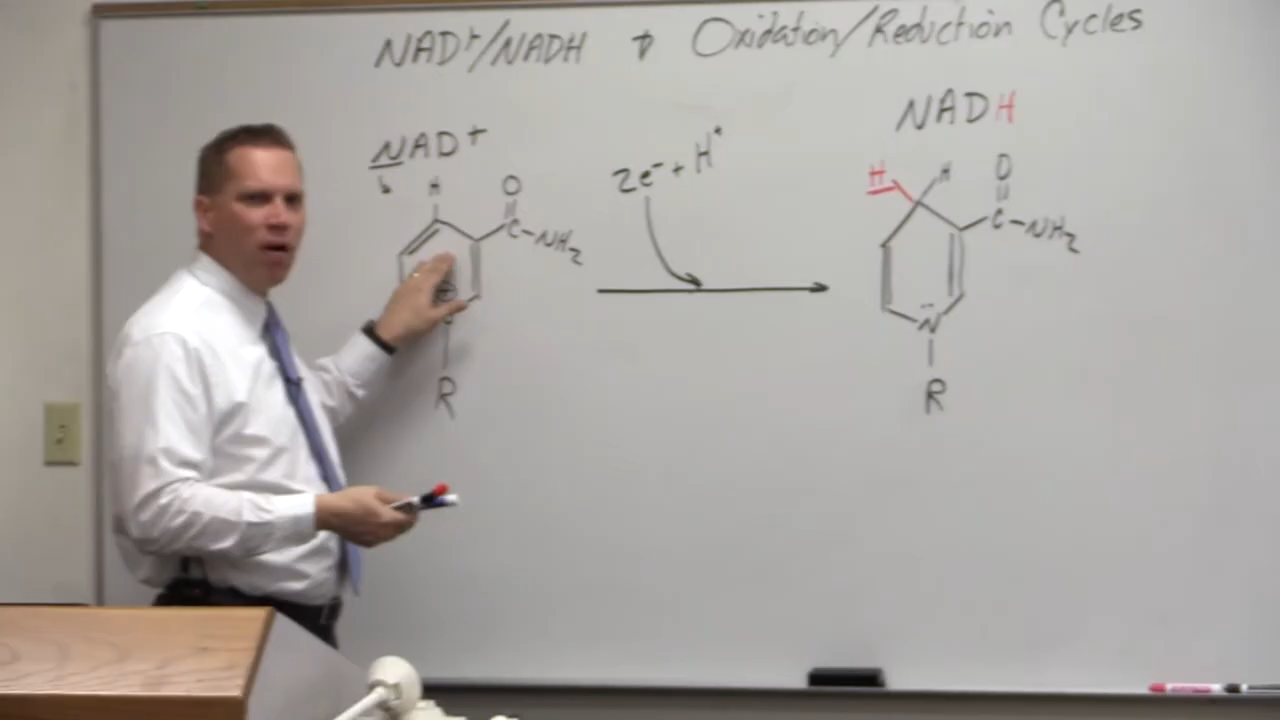 NAD⁺/NADH + Oxidation/Reduction Cycles
NAD⁺
H
O
C-NH₂
R
2e⁻ + H⁺
NADH
H H
O
C-NH₂
N
R